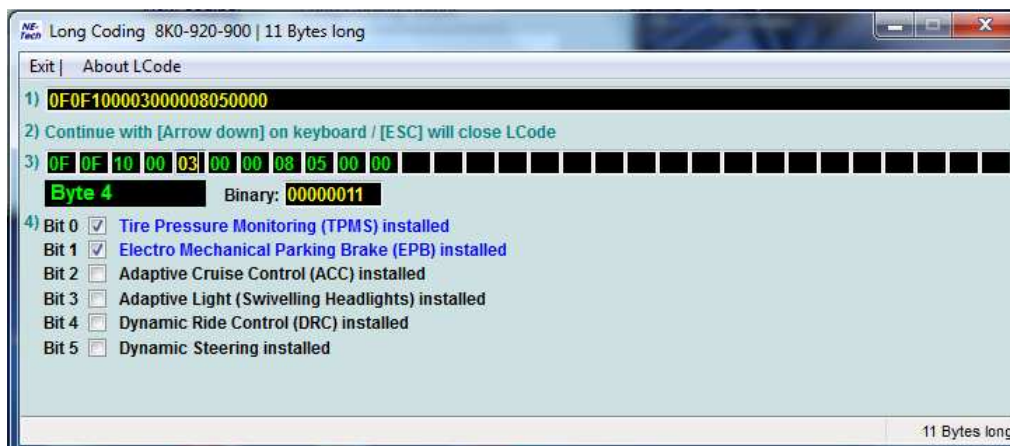 NE-Tech Long Coding 8K0-920-900 | 11 Bytes long
Exit | About LCode
1) 0F0F100003000008050000
2) Continue with [Arrow down] on keyboard / [ESC] will close LCode
3) 0F 0F 10 00 03 00 00 08 05 00 00
Byte 4 Binary: 00000011
4) Bit 0 Tire Pressure Monitoring (TPMS) installed
Bit 1 Electro Mechanical Parking Brake (EPB) installed
Bit 2 Adaptive Cruise Control (ACC) installed
Bit 3 Adaptive Light (Swivelling Headlights) installed
Bit 4 Dynamic Ride Control (DRC) installed
Bit 5 Dynamic Steering installed
11 Bytes long